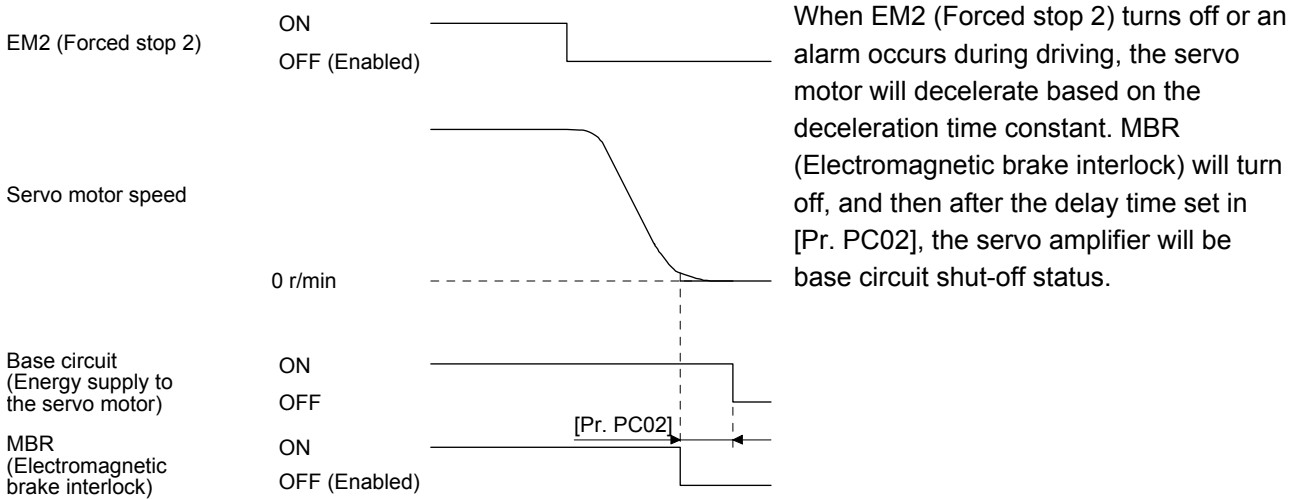 EM2 (Forced stop 2)
ON
OFF (Enabled)
Servo motor speed
0 r/min
Base circuit
(Energy supply to
the servo motor)
ON
OFF
[Pr. PC02]
MBR
(Electromagnetic
brake interlock)
ON
OFF (Enabled)
When EM2 (Forced stop 2) turns off or an
alarm occurs during driving, the servo
motor will decelerate based on the
deceleration time constant. MBR
(Electromagnetic brake interlock) will turn
off, and then after the delay time set in
[Pr. PC02], the servo amplifier will be
base circuit shut-off status.